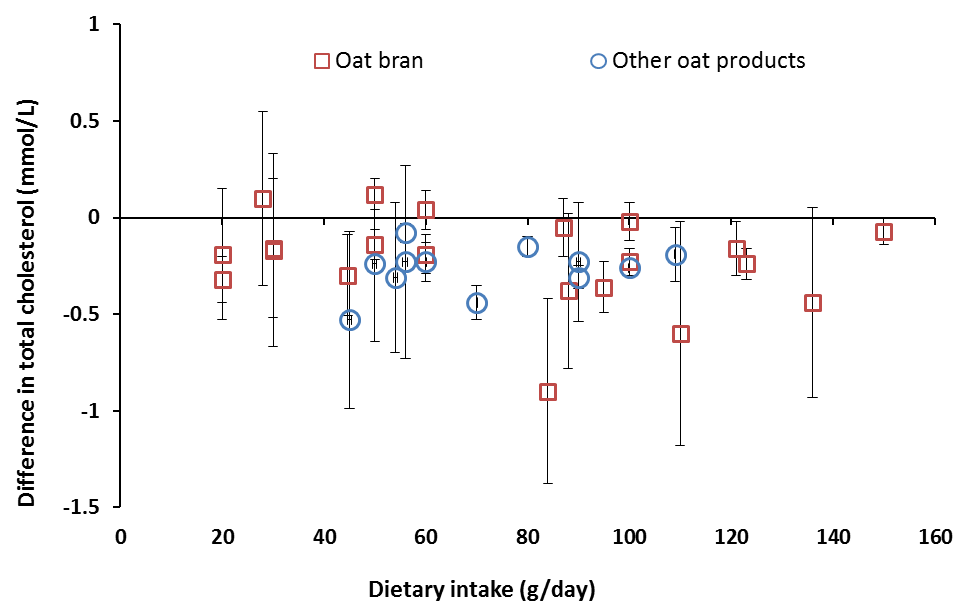 1
Oat bran
Other oat products
0.5
0
-0.5
-1
-1.5
Difference in total cholesterol (mmol/L)
0 20 40 60 80 100 120 140 160
Dietary intake (g/day)